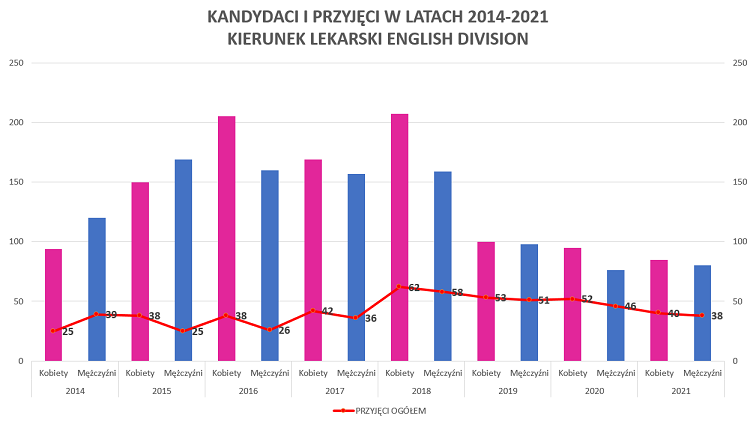 KANDYDACI I PRZYJĘCI W LATACH 2014-2021
KIERUNEK LEKARSKI ENGLISH DIVISION
250 250
200 200
150 150
100 100
50 50
0 0
25 39 38 25 38 26 42 36 62 58 53 51 52 46 40 38
Kobiety Mężczyźni Kobiety Mężczyźni Kobiety Mężczyźni Kobiety Mężczyźni Kobiety Mężczyźni Kobiety Mężczyźni Kobiety Mężczyźni Kobiety Mężczyźni
2014 2015 2016 2017 2018 2019 2020 2021
PRZYJĘCI OGÓŁEM